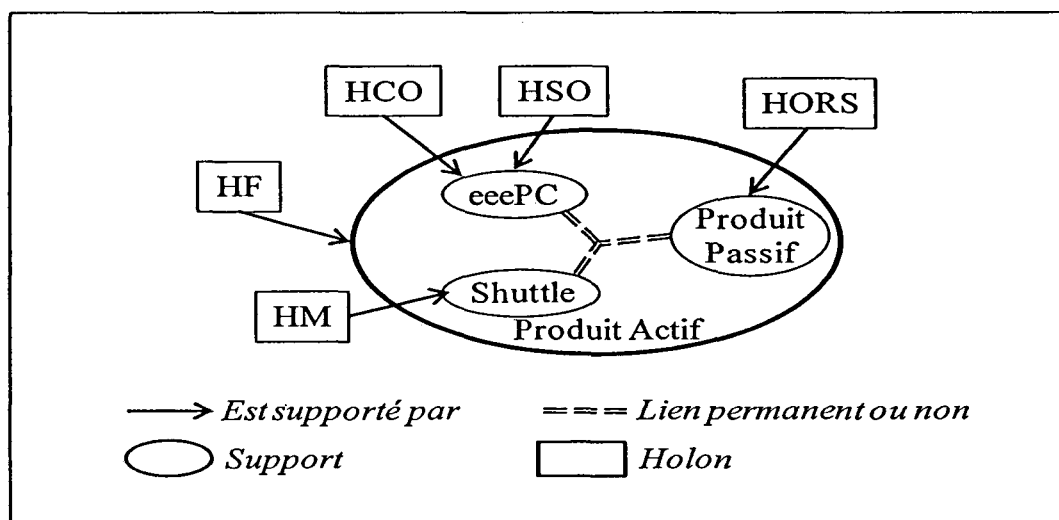 HCO
HSO
HORS
HF
eeePC
Produit
Passif
HM
Shuttle
Produit Actif
Est supporté par
Lien permanent ou non
Support
Holon